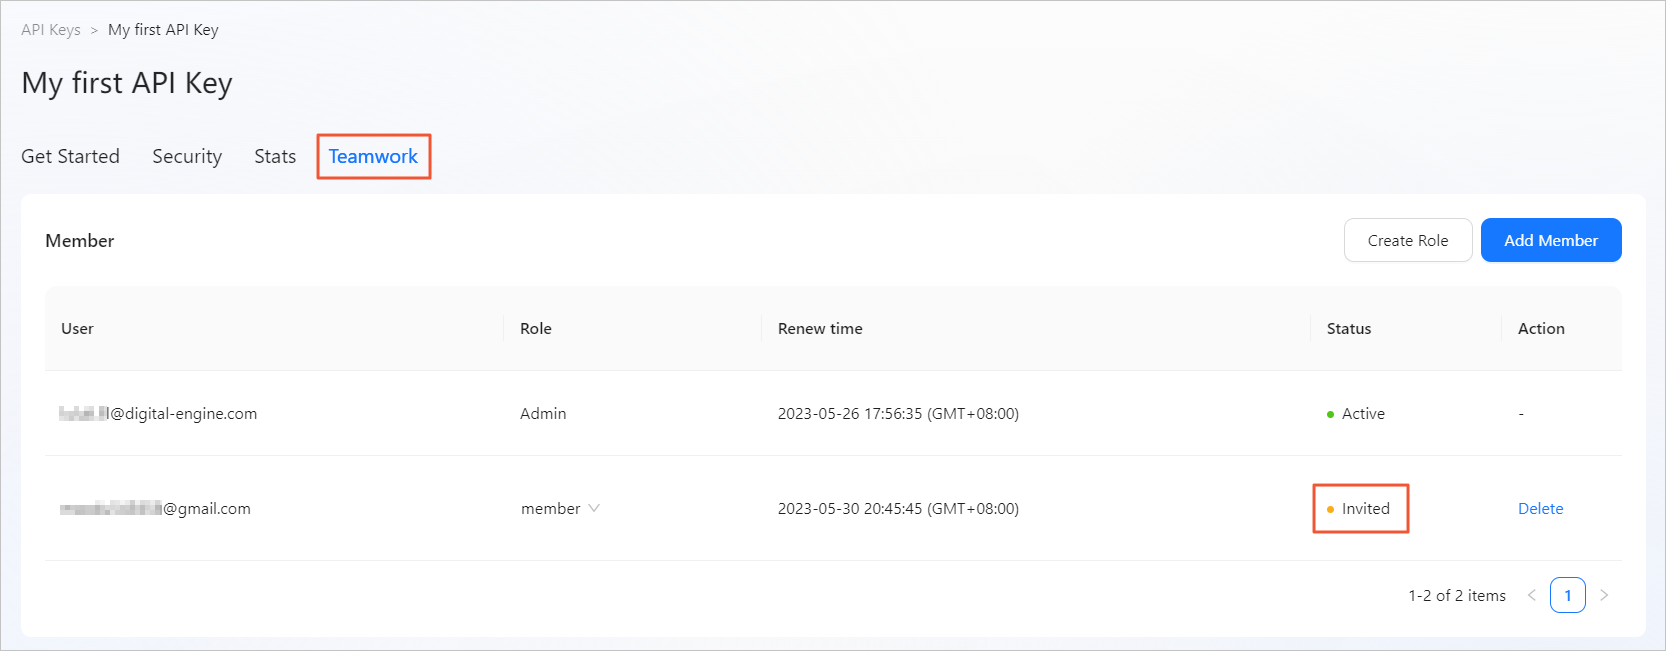 API Keys > My first API Key
My first API Key
Get Started Security Stats Teamwork
Member Create Role Add Member
User Role Renew time Status Action
@digital-engine.com Admin 2023-05-26 17:56:35 (GMT+08:00) Active -
@gmail.com member 2023-05-30 20:45:45 (GMT+08:00) Invited Delete
1-2 of 2 items < 1 >